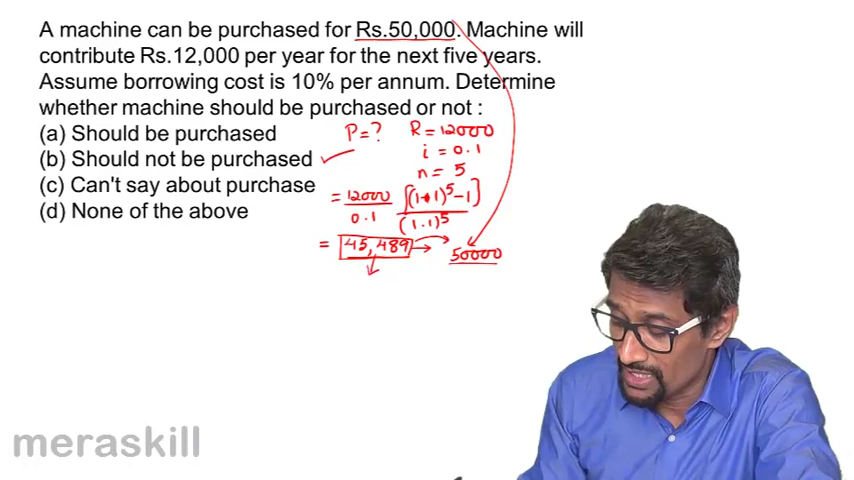 A machine can be purchased for Rs.50,000. Machine will
contribute Rs.12,000 per year for the next five years.
Assume borrowing cost is 10% per annum. Determine
whether machine should be purchased or not :
(a) Should be purchased
(b) Should not be purchased
(c) Can't say about purchase
(d) None of the above
P = ? R = 12000
i = 0.1
n = 5
= 12000 [(1.1)^5 - 1]
0.1 (1.1)^5
= 45,489
50000
meraskill